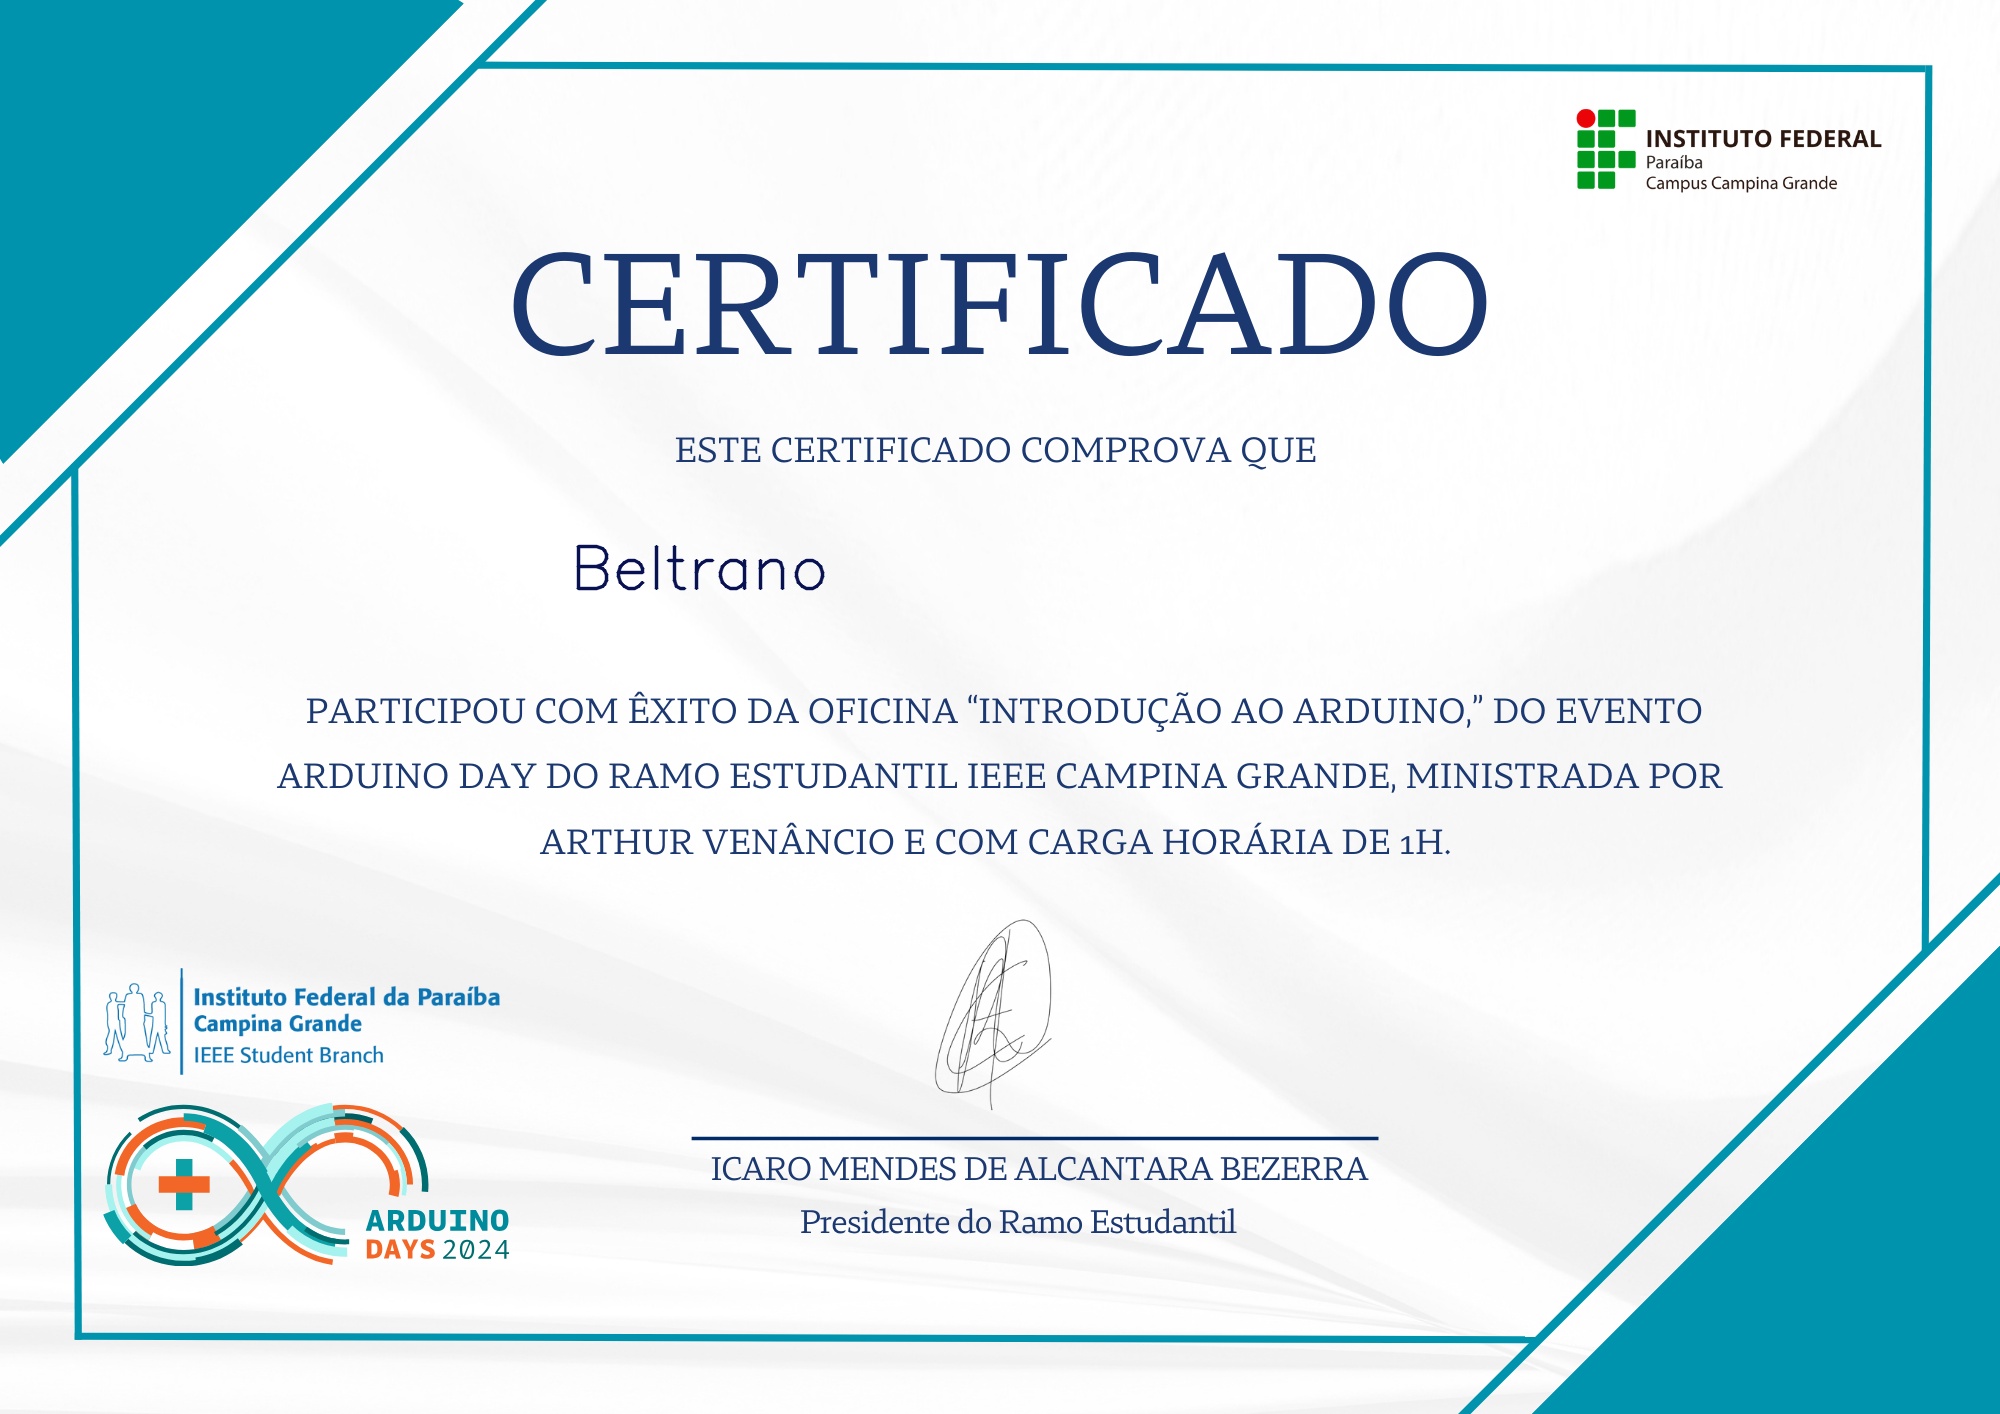 INSTITUTO FEDERAL
Paraíba
Campus Campina Grande
CERTIFICADO
ESTE CERTIFICADO COMPROVA QUE
Beltrano
PARTICIPOU COM ÊXITO DA OFICINA “INTRODUÇÃO AO ARDUINO,” DO EVENTO
ARDUINO DAY DO RAMO ESTUDANTIL IEEE CAMPINA GRANDE, MINISTRADA POR
ARTHUR VENÂNCIO E COM CARGA HORÁRIA DE 1H.
Instituto Federal da Paraíba
Campina Grande
IEEE Student Branch
ARDUINO
DAYS 2024
ICARO MENDES DE ALCANTARA BEZERRA
Presidente do Ramo Estudantil